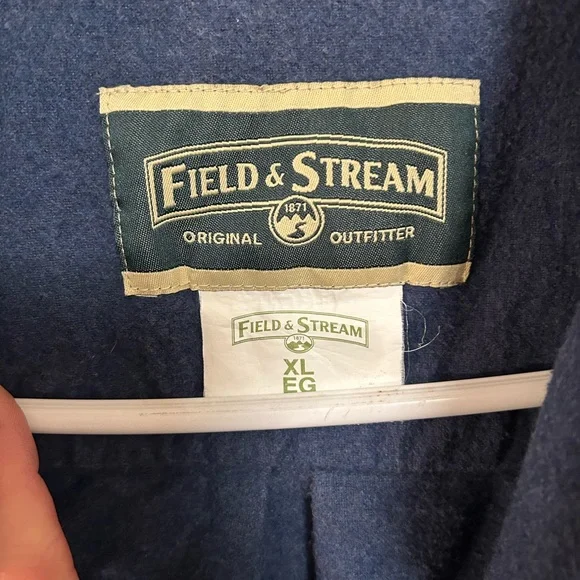 FIELD & STREAM
1871
ORIGINAL OUTFITTER
FIELD & STREAM
1871
XL
EG